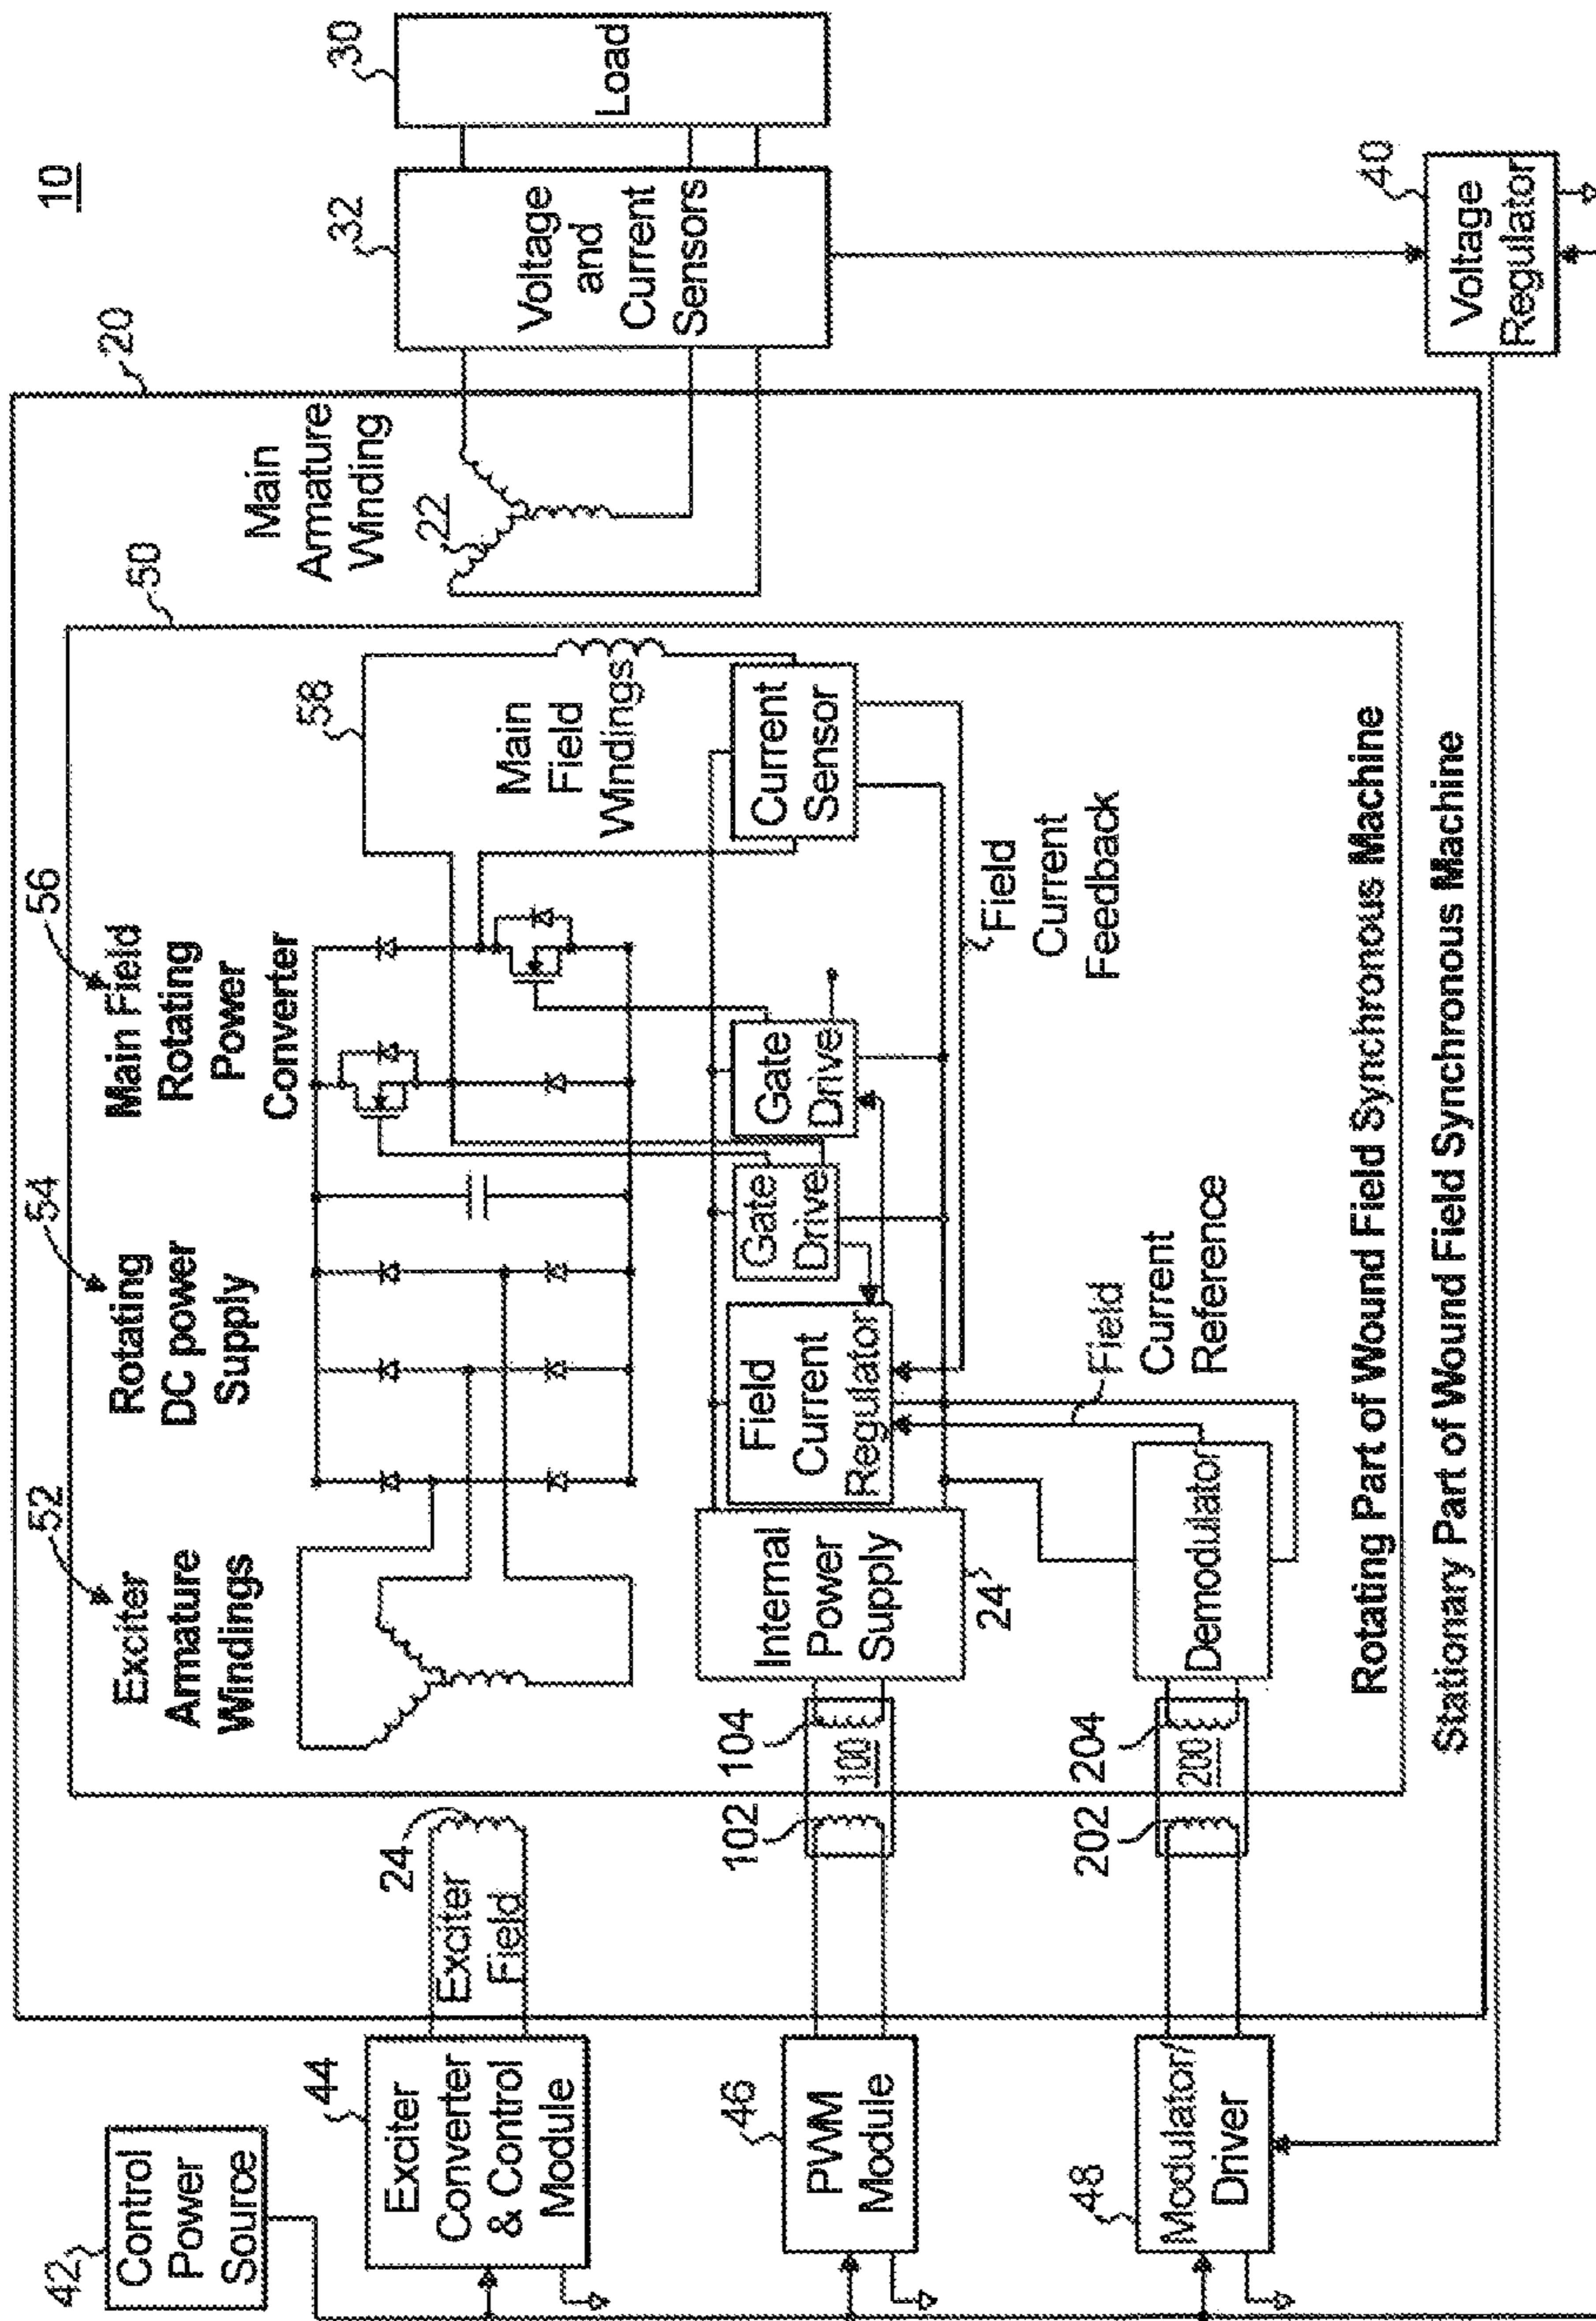 10
42
Control
Power
Source
44
Exciter
Converter
& Control
Module
46
PWM
Module
48
Modulator/
Driver
20
24
Exciter
Field
102
104
100
202
204
200
50
52
Exciter
Armature
Windings
54
Rotating
DC power
Supply
56
Main Field
Rotating
Power
Converter
58
Main
Field
Windings
Internal
Power
Supply
24
Field
Current
Regulator
Gate
Drive
Gate
Drive
Current
Sensor
Demodulator
Field
Current
Reference
Field
Current
Feedback
Rotating Part of Wound Field Synchronous Machine
Stationary Part of Wound Field Synchronous Machine
Main
Armature
Winding
22
32
Voltage
and
Current
Sensors
30
Load
40
Voltage
Regulator